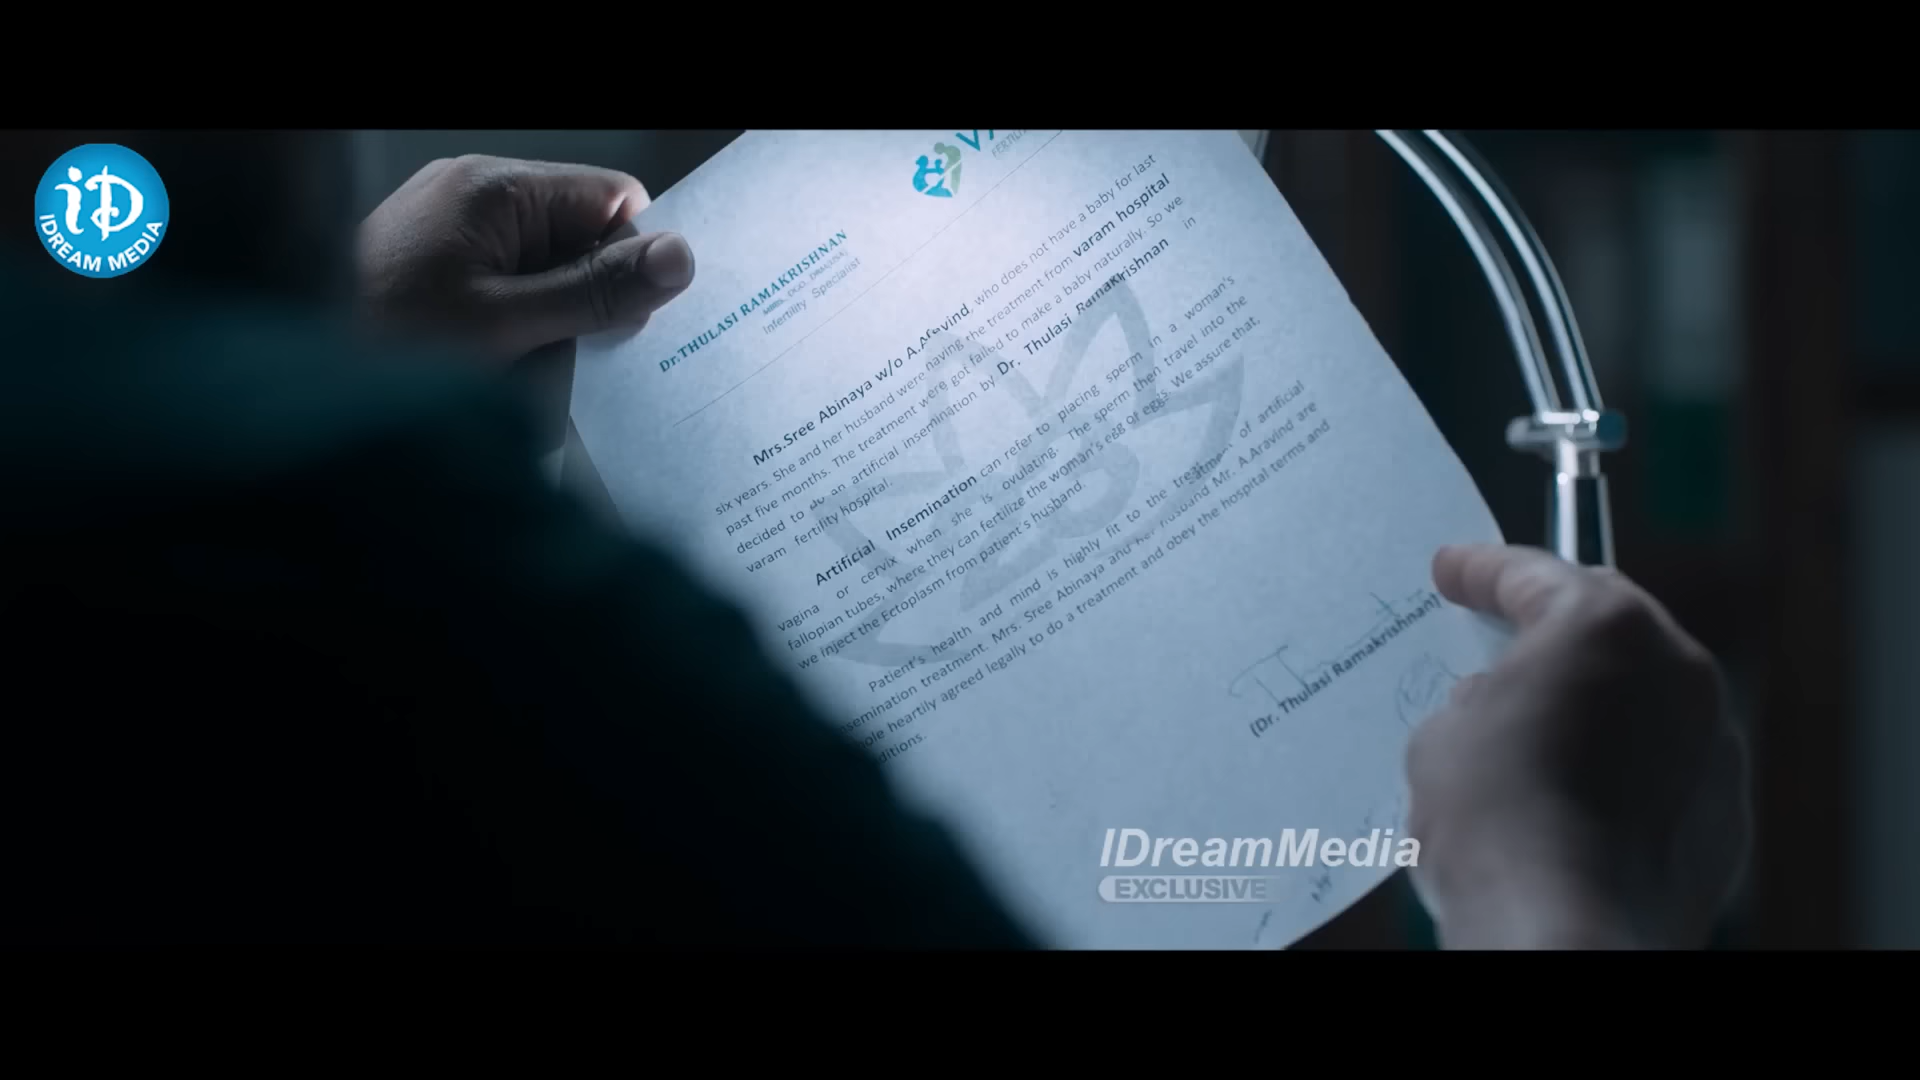 iD
IDREAM MEDIA
Dr.THULASI RAMAKRISHNAN
Infertility Specialist
Mrs.Sree Abinaya w/o A.Aravind, who does not have a baby for last
six years. She and her husband were having the treatment from varam hospital
past five months. The treatment were got failed to make a baby naturally. So we
decided to do an artificial insemination by Dr. Thulasi Ramakrishnan in
varam fertility hospital.
Artificial Insemination can refer to placing sperm in a woman's
vagina or cervix when she is ovulating. The sperm then travel into the
fallopian tubes, where they can fertilize the woman's egg of eggs. We assure that,
we inject the Ectoplasm from patient's husband.
Patient's health and mind is highly fit to the treatment of artificial
nsemination treatment. Mrs. Sree Abinaya and her husband Mr. A.Aravind are
ole heartily agreed legally to do a treatment and obey the hospital terms and
ditions.
(Dr. Thulasi Ramakrishnan)
IDreamMedia
EXCLUSIVE